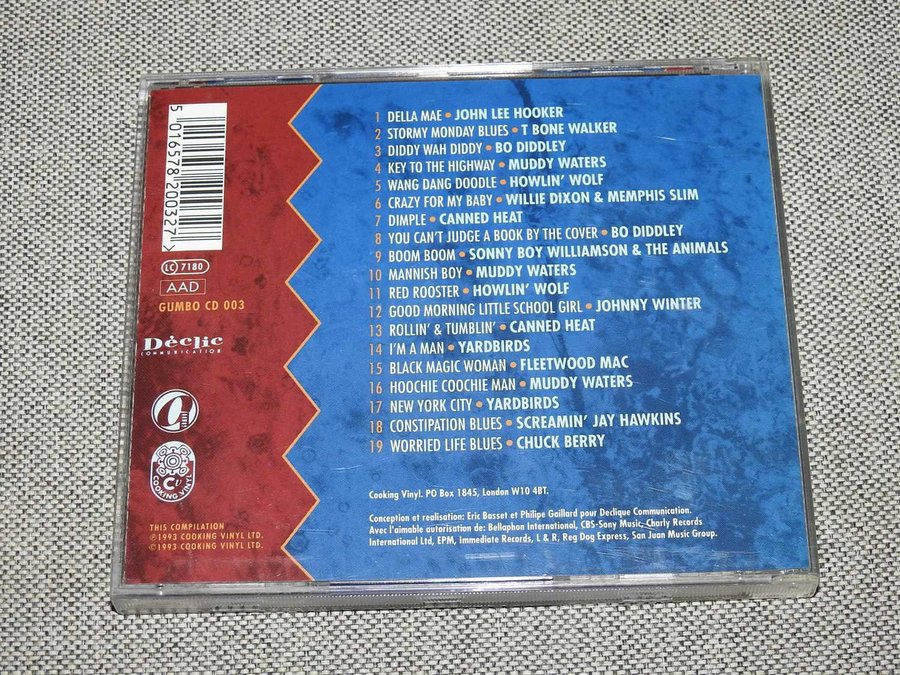 5 016578 200327 >
LC 7180
AAD
GUMBO CD 003
Déclic
COMMUNICATION
CV
COOKING VINYL
THIS COMPILATION
℗1993 COOKING VINYL LTD.
©1993 COOKING VINYL LTD.
1 DELLA MAE • JOHN LEE HOOKER
2 STORMY MONDAY BLUES • T BONE WALKER
3 DIDDY WAH DIDDY • BO DIDDLEY
4 KEY TO THE HIGHWAY • MUDDY WATERS
5 WANG DANG DOODLE • HOWLIN' WOLF
6 CRAZY FOR MY BABY • WILLIE DIXON & MEMPHIS SLIM
7 DIMPLE • CANNED HEAT
8 YOU CAN'T JUDGE A BOOK BY THE COVER • BO DIDDLEY
9 BOOM BOOM • SONNY BOY WILLIAMSON & THE ANIMALS
10 MANNISH BOY • MUDDY WATERS
11 RED ROOSTER • HOWLIN' WOLF
12 GOOD MORNING LITTLE SCHOOL GIRL • JOHNNY WINTER
13 ROLLIN' & TUMBLIN' • CANNED HEAT
14 I'M A MAN • YARDBIRDS
15 BLACK MAGIC WOMAN • FLEETWOOD MAC
16 HOOCHIE COOCHIE MAN • MUDDY WATERS
17 NEW YORK CITY • YARDBIRDS
18 CONSTIPATION BLUES • SCREAMIN' JAY HAWKINS
19 WORRIED LIFE BLUES • CHUCK BERRY
Cooking Vinyl. PO Box 1845, London W10 4BT.
Conception et realisation: Eric Basset et Philipe Gaillard pour Declique Communication.
Avec l'aimable autorisation de: Bellaphon International, CBS-Sony Music, Charly Records
International Ltd, EPM, Immediate Records, L & R, Reg Dog Express, San Juan Music Group.